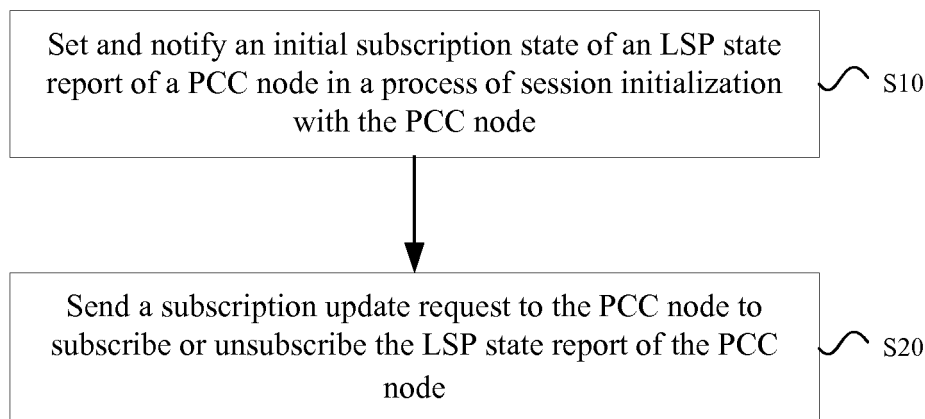 Set and notify an initial subscription state of an LSP state
report of a PCC node in a process of session initialization
with the PCC node
S10
Send a subscription update request to the PCC node to
subscribe or unsubscribe the LSP state report of the PCC
node
S20